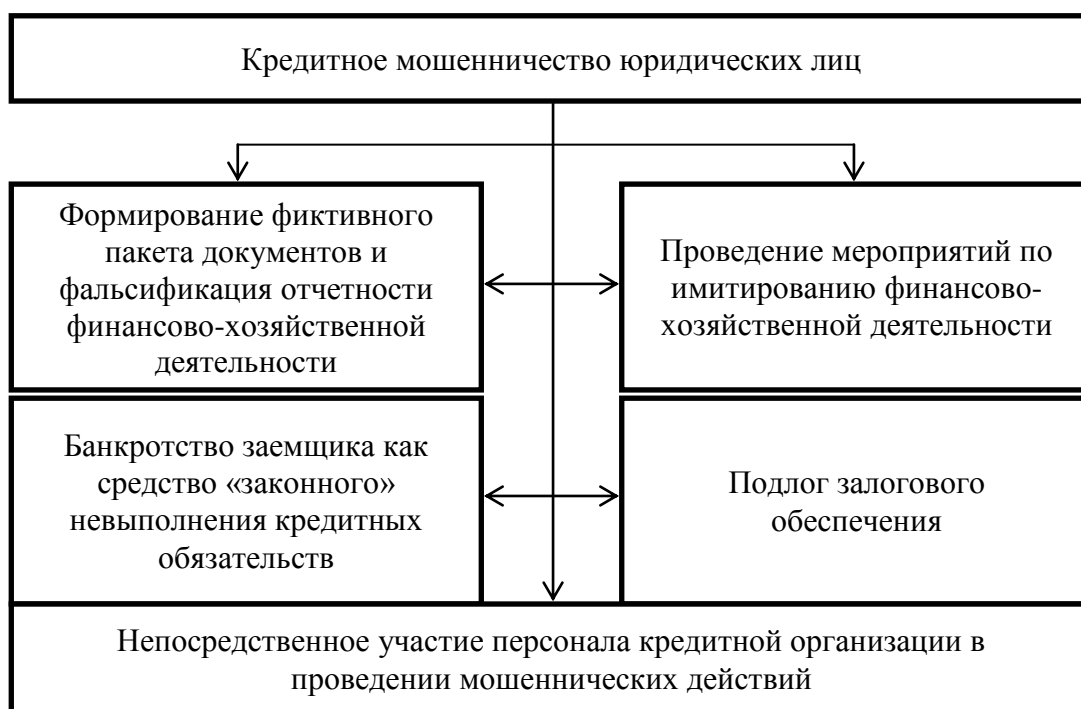 Кредитное мошенничество юридических лиц
Формирование фиктивного
пакета документов и
фальсификация отчетности
финансово-хозяйственной
деятельности
Проведение мероприятий по
имитированию финансово-
хозяйственной деятельности
Банкротство заемщика как
средство «законного»
невыполнения кредитных
обязательств
Подлог залогового
обеспечения
Непосредственное участие персонала кредитной организации в
проведении мошеннических действий